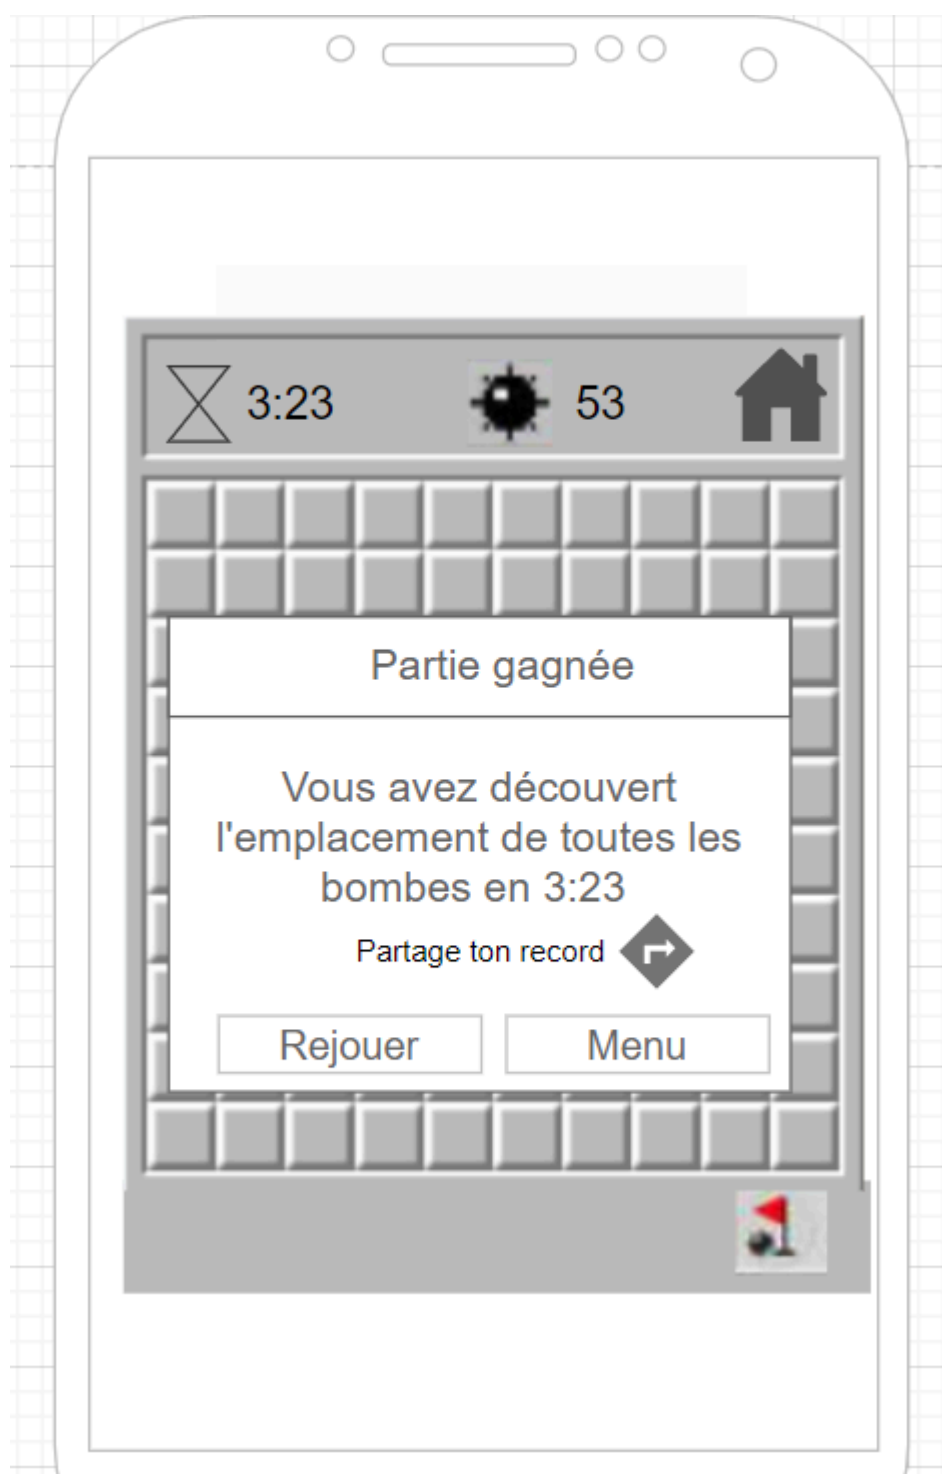 3:23 53
Partie gagnée
Vous avez découvert
l'emplacement de toutes les
bombes en 3:23
Partage ton record
Rejouer Menu